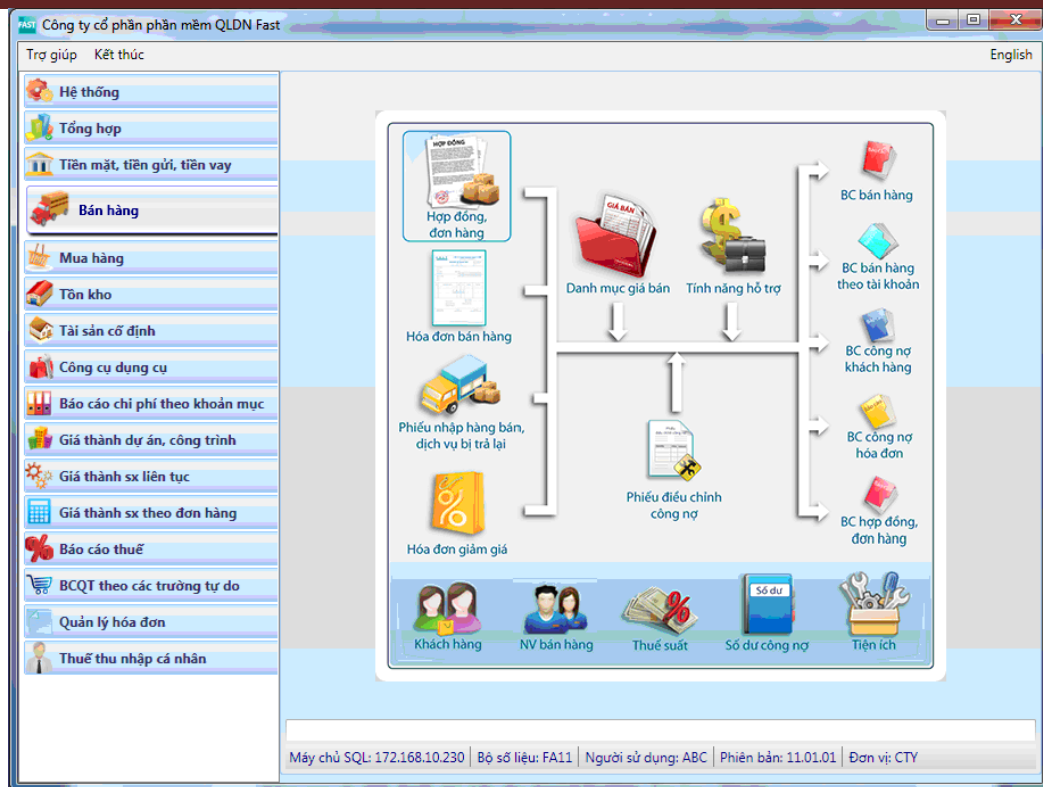 FAST Công ty cổ phần phần mềm QLDN Fast
Trợ giúp Kết thúc English
Hệ thống
Tổng hợp
Tiền mặt, tiền gửi, tiền vay
Bán hàng
Mua hàng
Tồn kho
Tài sản cố định
Công cụ dụng cụ
Báo cáo chi phí theo khoản mục
Giá thành dự án, công trình
Giá thành sx liên tục
Giá thành sx theo đơn hàng
Báo cáo thuế
BCQT theo các trường tự do
Quản lý hóa đơn
Thuế thu nhập cá nhân
HỢP ĐỒNG
Hợp đồng,
đơn hàng
Hóa đơn bán hàng
Phiếu nhập hàng bán,
dịch vụ bị trả lại
Hóa đơn giảm giá
GIÁ BÁN
Danh mục giá bán
Tính năng hỗ trợ
Phiếu điều chỉnh
công nợ
BC bán hàng
BC bán hàng
theo tài khoản
BC công nợ
khách hàng
BC công nợ
hóa đơn
BC hợp đồng,
đơn hàng
Khách hàng
NV bán hàng
Thuế suất
Số dư
Số dư công nợ
Tiện ích
Máy chủ SQL: 172.168.10.230 Bộ số liệu: FA11 Người sử dụng: ABC Phiên bản: 11.01.01 Đơn vị: CTY